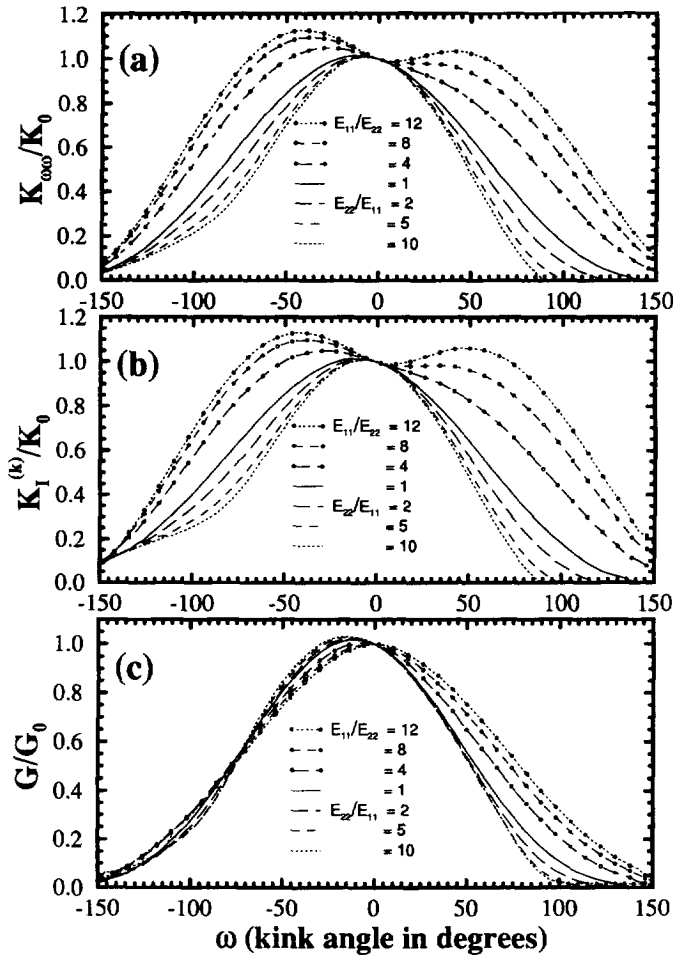 1.2
1.0
0.8
0.6
0.4
0.2
0.0
K_ωω/K_0
(a)
E_11/E_22 = 12
= 8
= 4
= 1
E_22/E_11 = 2
= 5
= 10
-150 -100 -50 0 50 100 150
1.2
1.0
0.8
0.6
0.4
0.2
0.0
K_I^(k)/K_0
(b)
E_11/E_22 = 12
= 8
= 4
= 1
E_22/E_11 = 2
= 5
= 10
-150 -100 -50 0 50 100 150
1.0
0.8
0.6
0.4
0.2
0.0
G/G_0
(c)
E_11/E_22 = 12
= 8
= 4
= 1
E_22/E_11 = 2
= 5
= 10
-150 -100 -50 0 50 100 150
ω (kink angle in degrees)